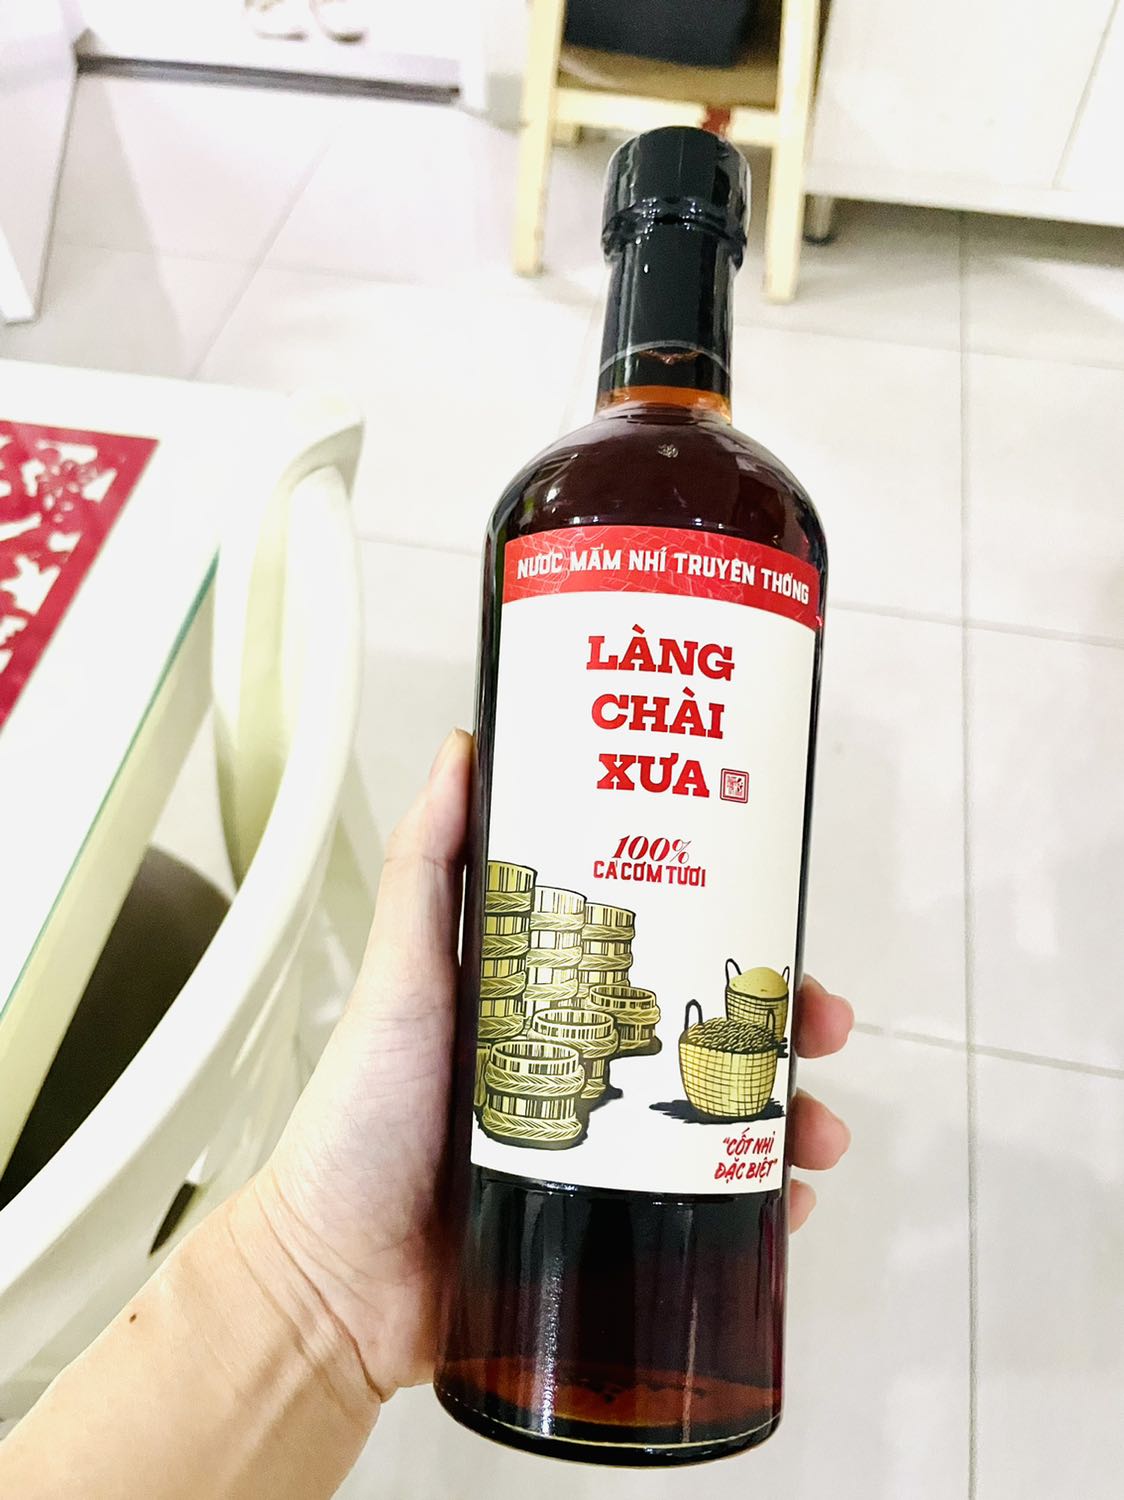 NƯỚC MẮM NHỈ TRUYỀN THỐNG
LÀNG
CHÀI
XƯA
100%
CÁ CƠM TƯƠI
"CỐT NHỈ
ĐẶC BIỆT"